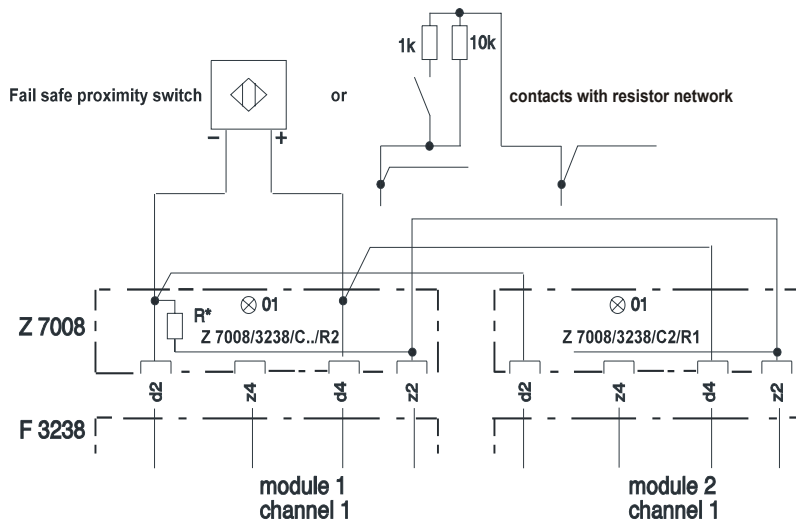 1k
10k
Fail safe proximity switch
or
contacts with resistor network
–
+
Z 7008
R*
01
Z 7008/3238/C../R2
01
Z 7008/3238/C2/R1
d2
z4
d4
z2
d2
z4
d4
z2
F 3238
module 1
channel 1
module 2
channel 1